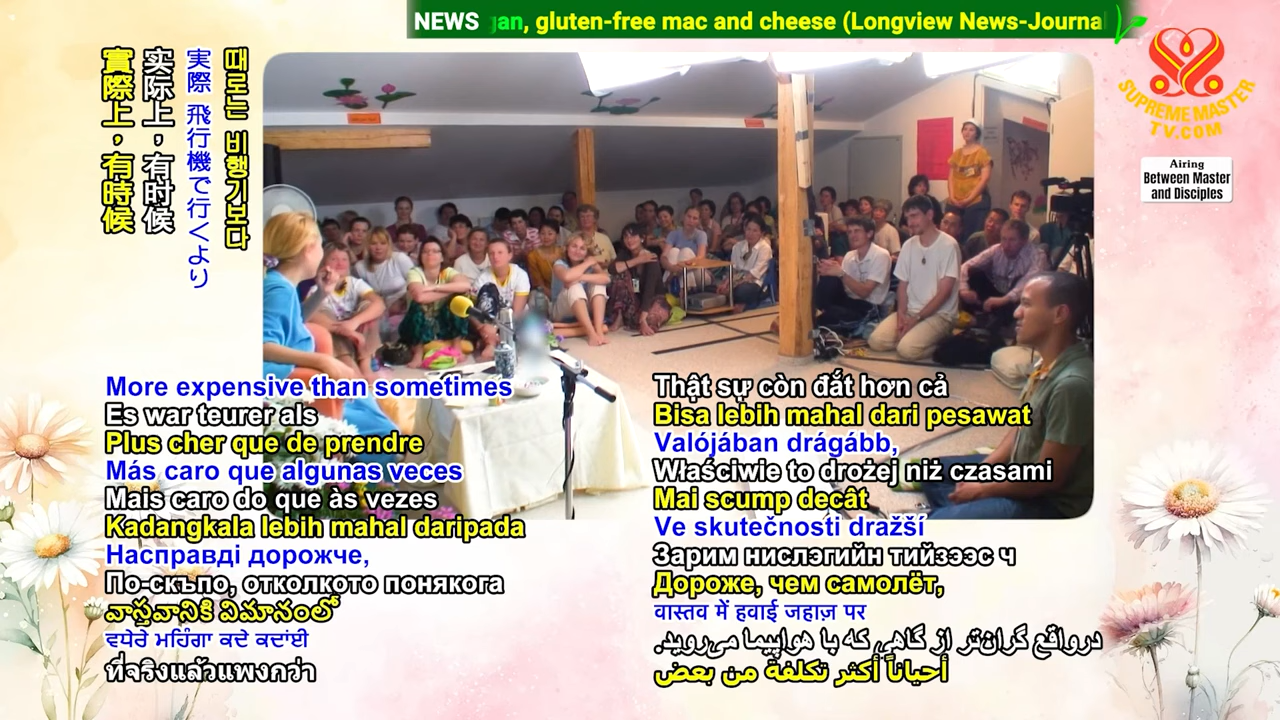 NEWS an, gluten-free mac and cheese (Longview News-Journal
SUPREME MASTER
TV.COM
Airing
Between Master
and Disciples
實際上，有時候
实际上，有时候
実際 飛行機で行くより
때로는 비행기보다
More expensive than sometimes
Es war teurer als
Plus cher que de prendre
Más caro que algunas veces
Mais caro do que às vezes
Kadangkala lebih mahal daripada
Насправді дорожче,
По-скъпо, отколкото понякога
వాస్తవానికి విమానంలో
ਵਧੇਰੇ ਮਹਿੰਗਾ ਕਦੇ ਕਦਾਂਈ
ที่จริงแล้วแพงกว่า
Thật sự còn đắt hơn cả
Bisa lebih mahal dari pesawat
Valójában drágább,
Właściwie to drożej niż czasami
Mai scump decât
Ve skutečnosti dražší
Зарим нислэгийн тийзээс ч
Дороже, чем самолёт,
वास्तव में हवाई जहाज़ पर
درواقع گران‌تر از گاهی که با هواپیما می‌روید.
أحياناً أكثر تكلفة من بعض